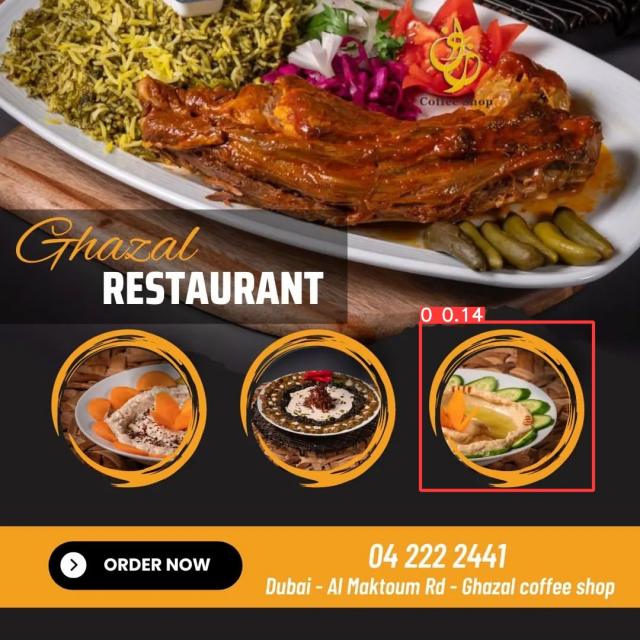 Coffee Shop
Ghazal
RESTAURANT
0 0.14
ORDER NOW
04 222 2441
Dubai - Al Maktoum Rd - Ghazal coffee shop